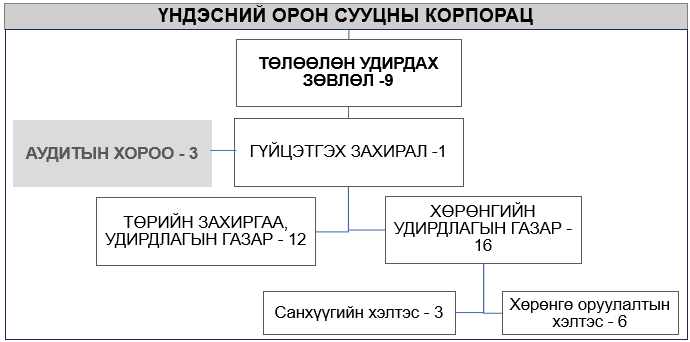 ҮНДЭСНИЙ ОРОН СУУЦНЫ КОРПОРАЦ
ТӨЛӨӨЛӨН УДИРДАХ
ЗӨВЛӨЛ -9
АУДИТЫН ХОРОО - 3
ГҮЙЦЭТГЭХ ЗАХИРАЛ -1
ТӨРИЙН ЗАХИРГАА,
УДИРДЛАГЫН ГАЗАР - 12
ХӨРӨНГИЙН
УДИРДЛАГЫН ГАЗАР -
16
Санхүүгийн хэлтэс - 3
Хөрөнгө оруулалтын
хэлтэс - 6